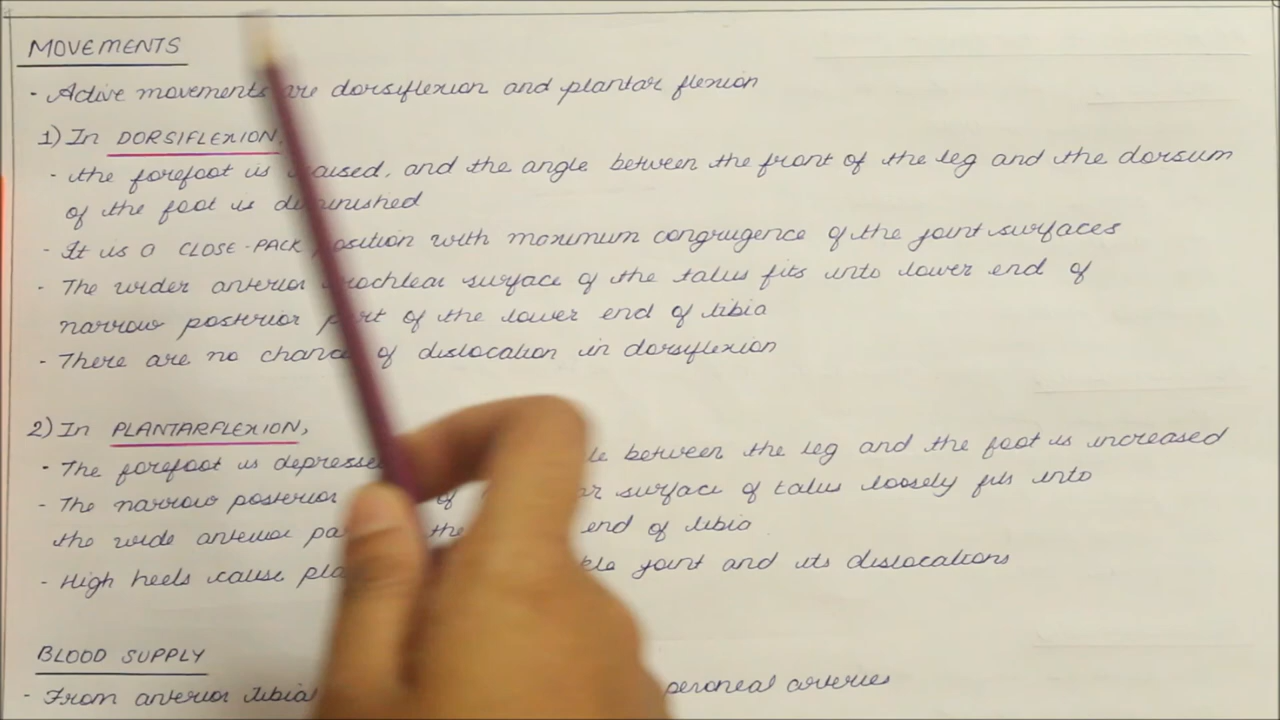 MOVEMENTS
- Active movements are dorsiflexion and plantar flexion
1) In DORSIFLEXION,
- the forefoot is raised, and the angle between the front of the leg and the dorsum
of the foot is diminished
- It is a CLOSE-PACK position with maximum congrugence of the joint surfaces
- The wider anterior trochlear surface of the talus fits into lower end of
narrow posterior part of the lower end of tibia
- There are no chance of dislocation in dorsiflexion
2) In PLANTARFLEXION,
- The forefoot is depressed between the leg and the foot is increased
- The narrow posterior of surface of talus loosely fits into
the wide anterior the end of tibia
- High heels cause joint and its dislocations
BLOOD SUPPLY
- From anterior tibial peroneal arteries